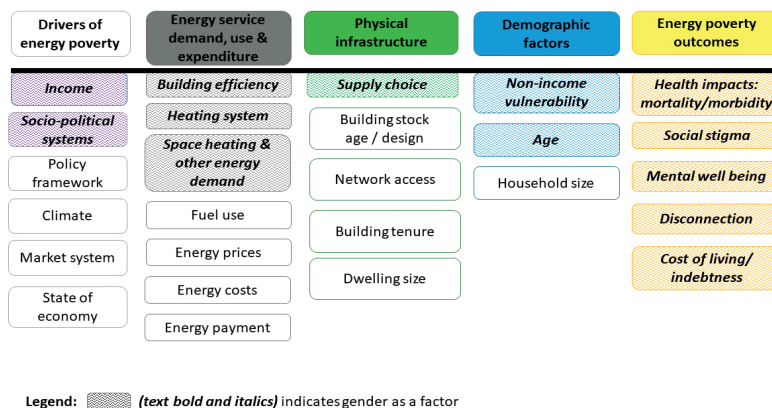 Drivers of
energy poverty
Energy service
demand, use &
expenditure
Physical
infrastructure
Demographic
factors
Energy poverty
outcomes
Income
Socio-political
systems
Policy
framework
Climate
Market system
State of
economy
Building efficiency
Heating system
Space heating &
other energy
demand
Fuel use
Energy prices
Energy costs
Energy payment
Supply choice
Building stock
age / design
Network access
Building tenure
Dwelling size
Non-income
vulnerability
Age
Household size
Health impacts:
mortality/morbidity
Social stigma
Mental well being
Disconnection
Cost of living/
indebtness
Legend: (text bold and italics) indicates gender as a factor